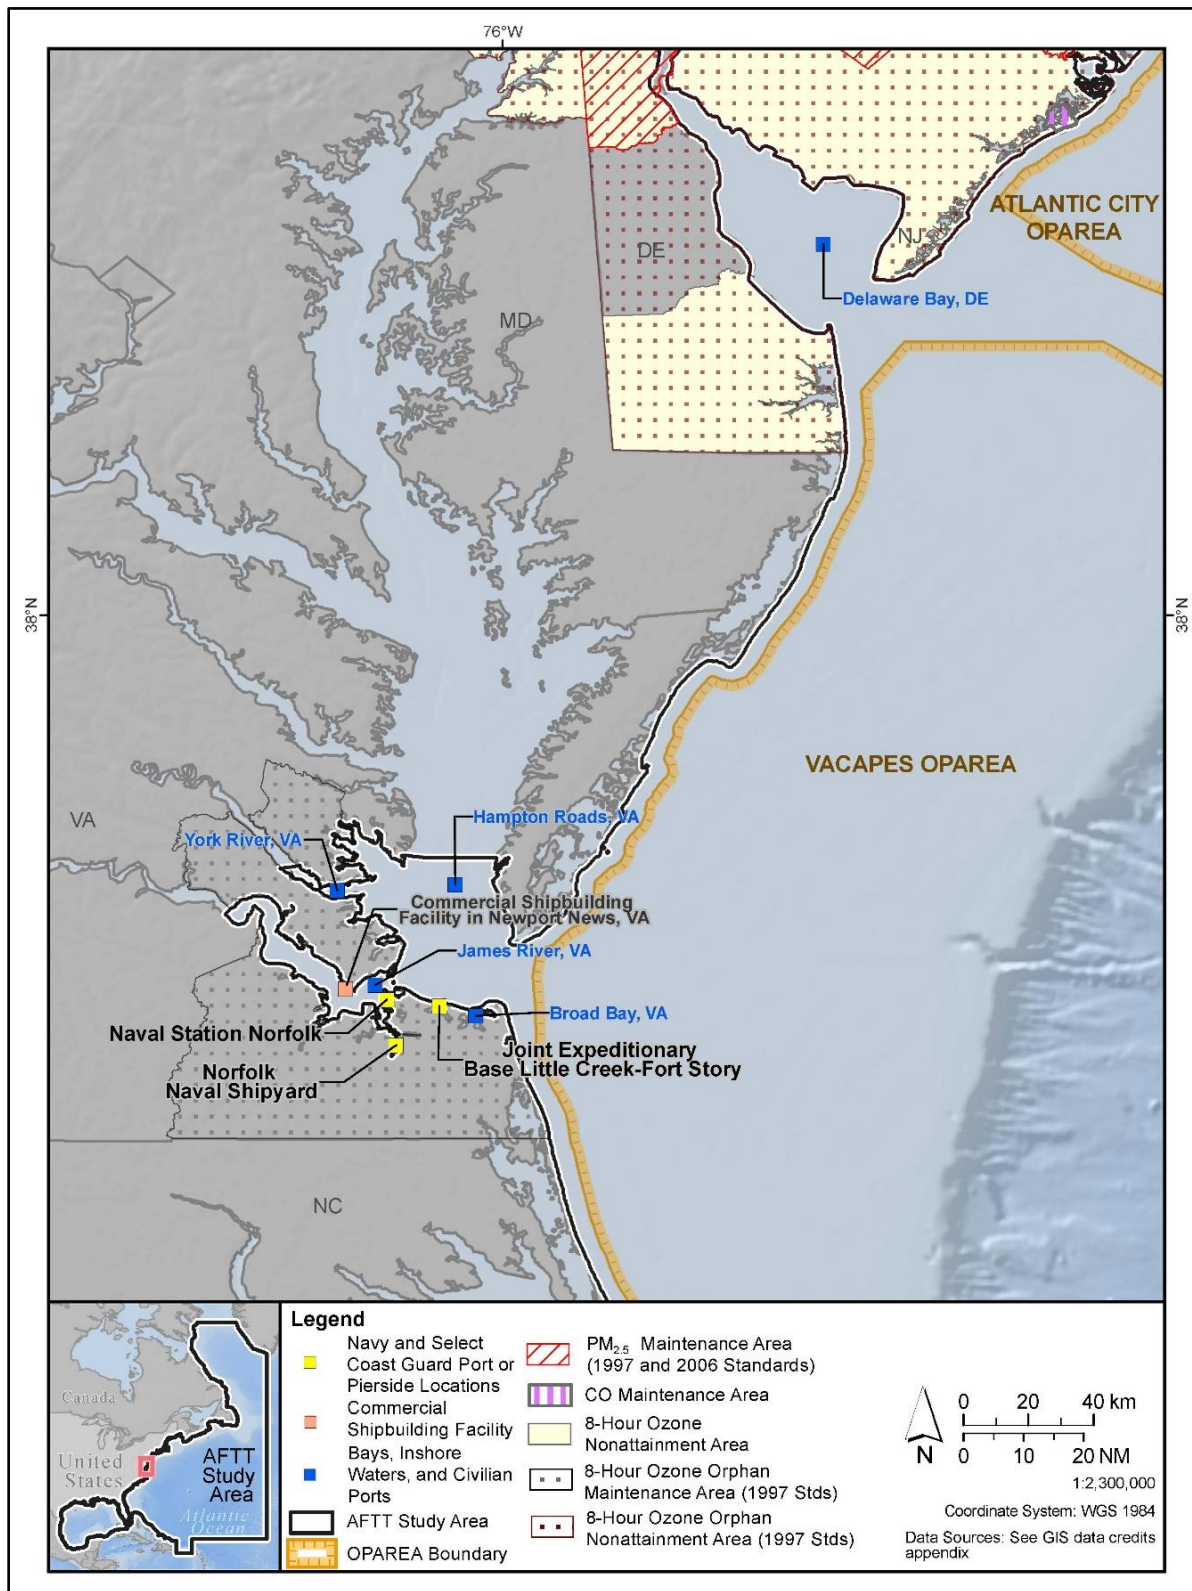 76°W
ATLANTIC CITY
OPAREA
NJ
DE
Delaware Bay, DE
MD
38°N
38°N
VACAPES OPAREA
VA
Hampton Roads, VA
York River, VA
Commercial Shipbuilding
Facility in Newport News, VA
James River, VA
Broad Bay, VA
Naval Station Norfolk
Joint Expeditionary
Base Little Creek-Fort Story
Norfolk
Naval Shipyard
NC
Canada
United
States
AFTT
Study
Area
Atlantic
Ocean
Legend
Navy and Select
Coast Guard Port or
Pierside Locations
Commercial
Shipbuilding Facility
Bays, Inshore
Waters, and Civilian
Ports
AFTT Study Area
OPAREA Boundary
PM2.5 Maintenance Area
(1997 and 2006 Standards)
CO Maintenance Area
8-Hour Ozone
Nonattainment Area
8-Hour Ozone Orphan
Maintenance Area (1997 Stds)
8-Hour Ozone Orphan
Nonattainment Area (1997 Stds)
N
0 20 40 km
0 10 20 NM
1:2,300,000
Coordinate System: WGS 1984
Data Sources: See GIS data credits
appendix